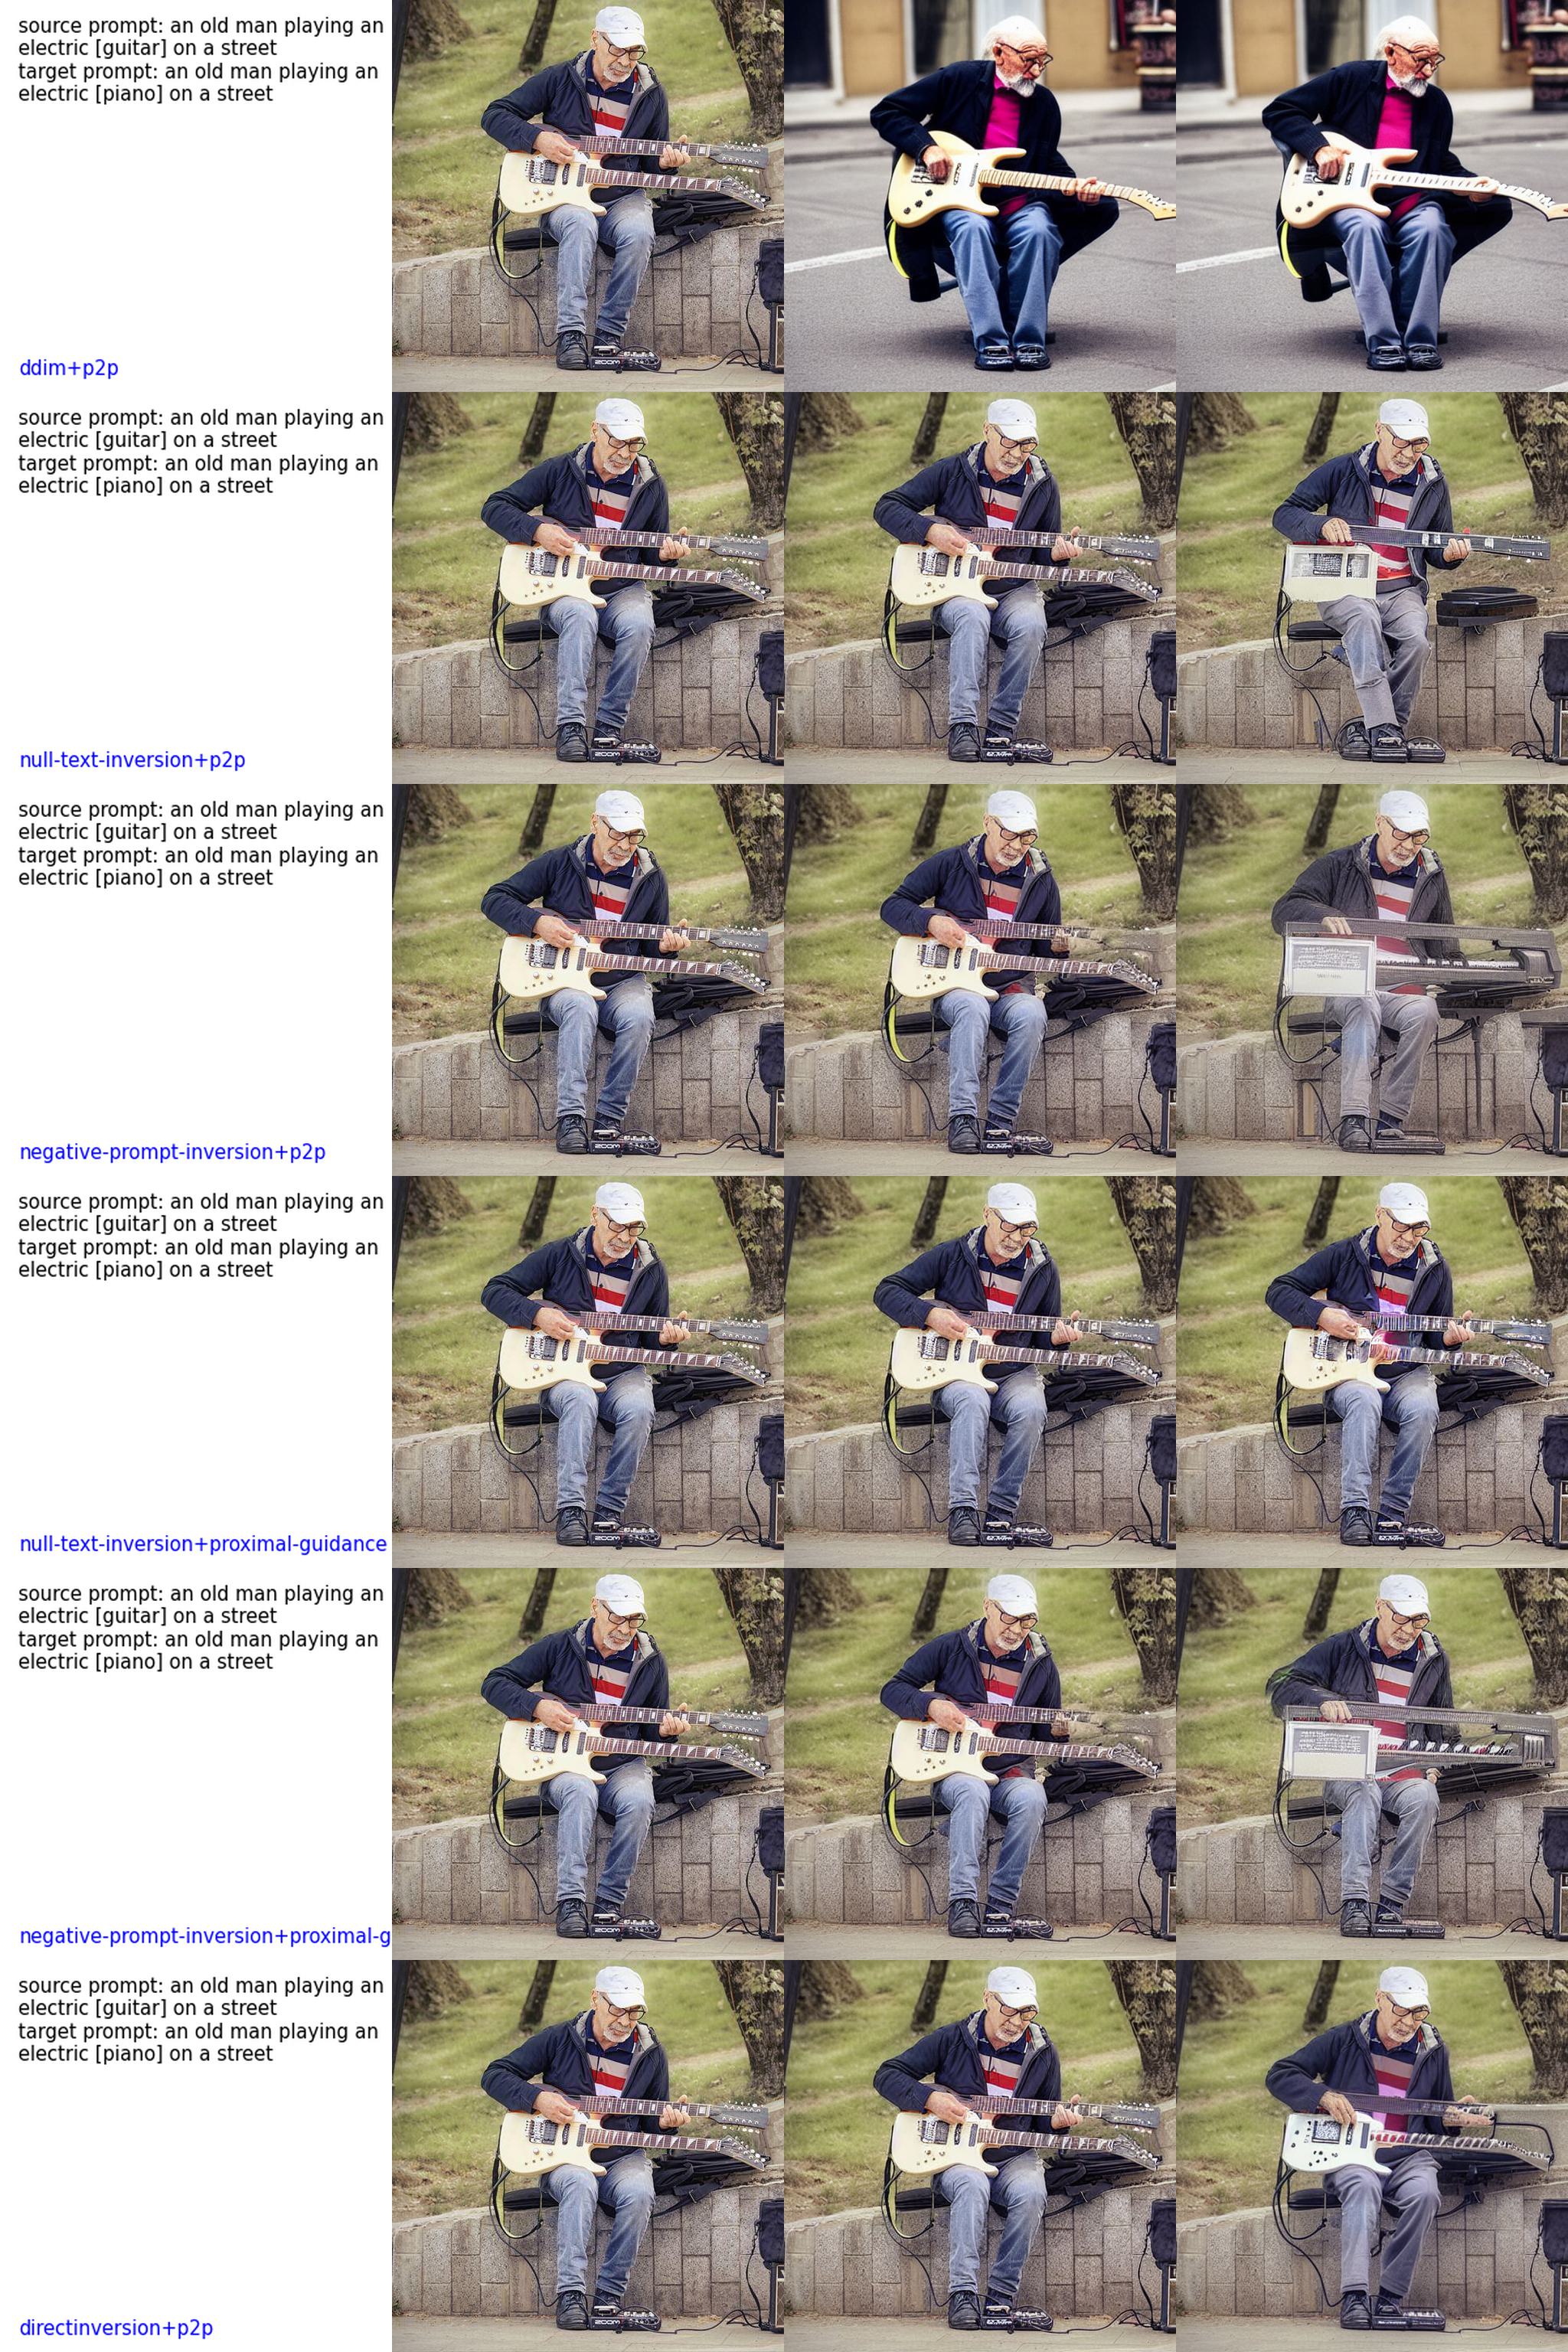 source prompt: an old man playing an
electric [guitar] on a street
target prompt: an old man playing an
electric [piano] on a street
ddim+p2p
source prompt: an old man playing an
electric [guitar] on a street
target prompt: an old man playing an
electric [piano] on a street
null-text-inversion+p2p
source prompt: an old man playing an
electric [guitar] on a street
target prompt: an old man playing an
electric [piano] on a street
negative-prompt-inversion+p2p
source prompt: an old man playing an
electric [guitar] on a street
target prompt: an old man playing an
electric [piano] on a street
null-text-inversion+proximal-guidance
source prompt: an old man playing an
electric [guitar] on a street
target prompt: an old man playing an
electric [piano] on a street
negative-prompt-inversion+proximal-g
source prompt: an old man playing an
electric [guitar] on a street
target prompt: an old man playing an
electric [piano] on a street
directinversion+p2p